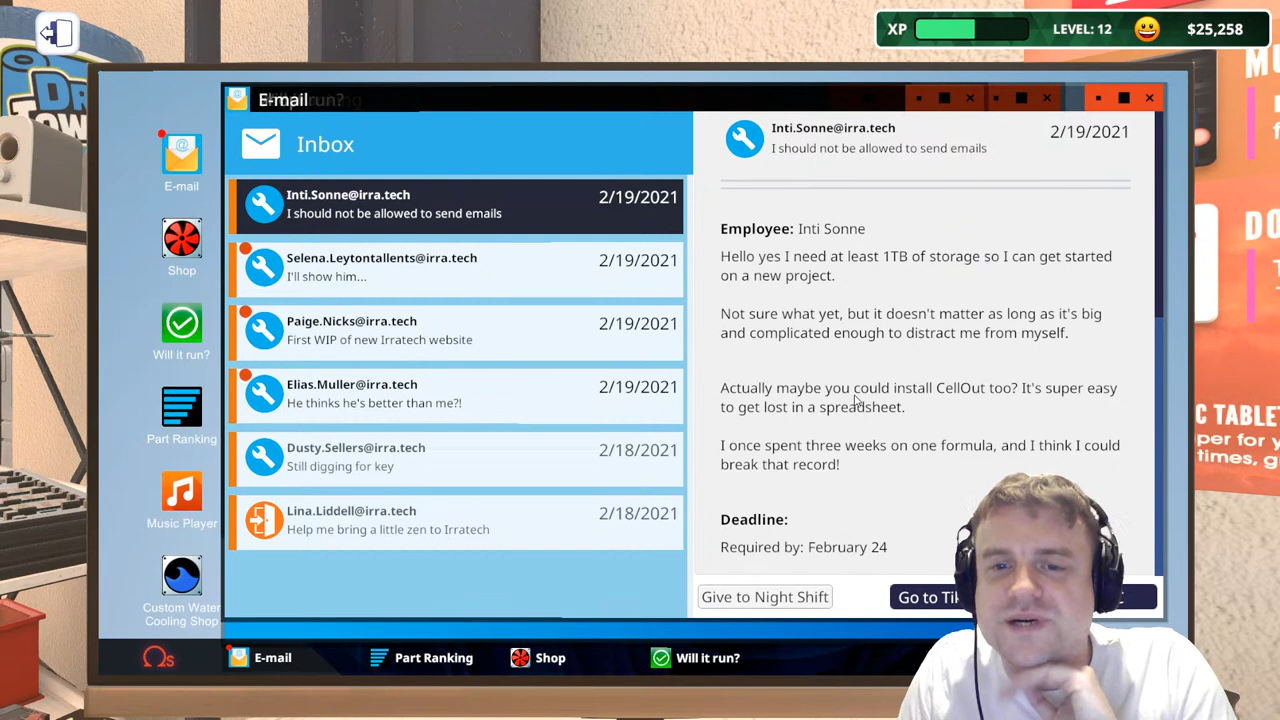 XP
LEVEL: 12
$25,258
E-mail
Inbox
Inti.Sonne@irra.tech
I should not be allowed to send emails
2/19/2021
Selena.Leytontallents@irra.tech
I'll show him...
2/19/2021
Paige.Nicks@irra.tech
First WIP of new Irratech website
2/19/2021
Elias.Muller@irra.tech
He thinks he's better than me?!
2/19/2021
Dusty.Sellers@irra.tech
Still digging for key
2/18/2021
Lina.Liddell@irra.tech
Help me bring a little zen to Irratech
2/18/2021
E-mail
Shop
Will it run?
Part Ranking
Music Player
Custom Water
Cooling Shop
Inti.Sonne@irra.tech
I should not be allowed to send emails
2/19/2021
Employee: Inti Sonne
Hello yes I need at least 1TB of storage so I can get started
on a new project.
Not sure what yet, but it doesn't matter as long as it's big
and complicated enough to distract me from myself.
Actually maybe you could install CellOut too? It's super easy
to get lost in a spreadsheet.
I once spent three weeks on one formula, and I think I could
break that record!
Deadline:
Required by: February 24
Give to Night Shift
Go to
E-mail
Part Ranking
Shop
Will it run?